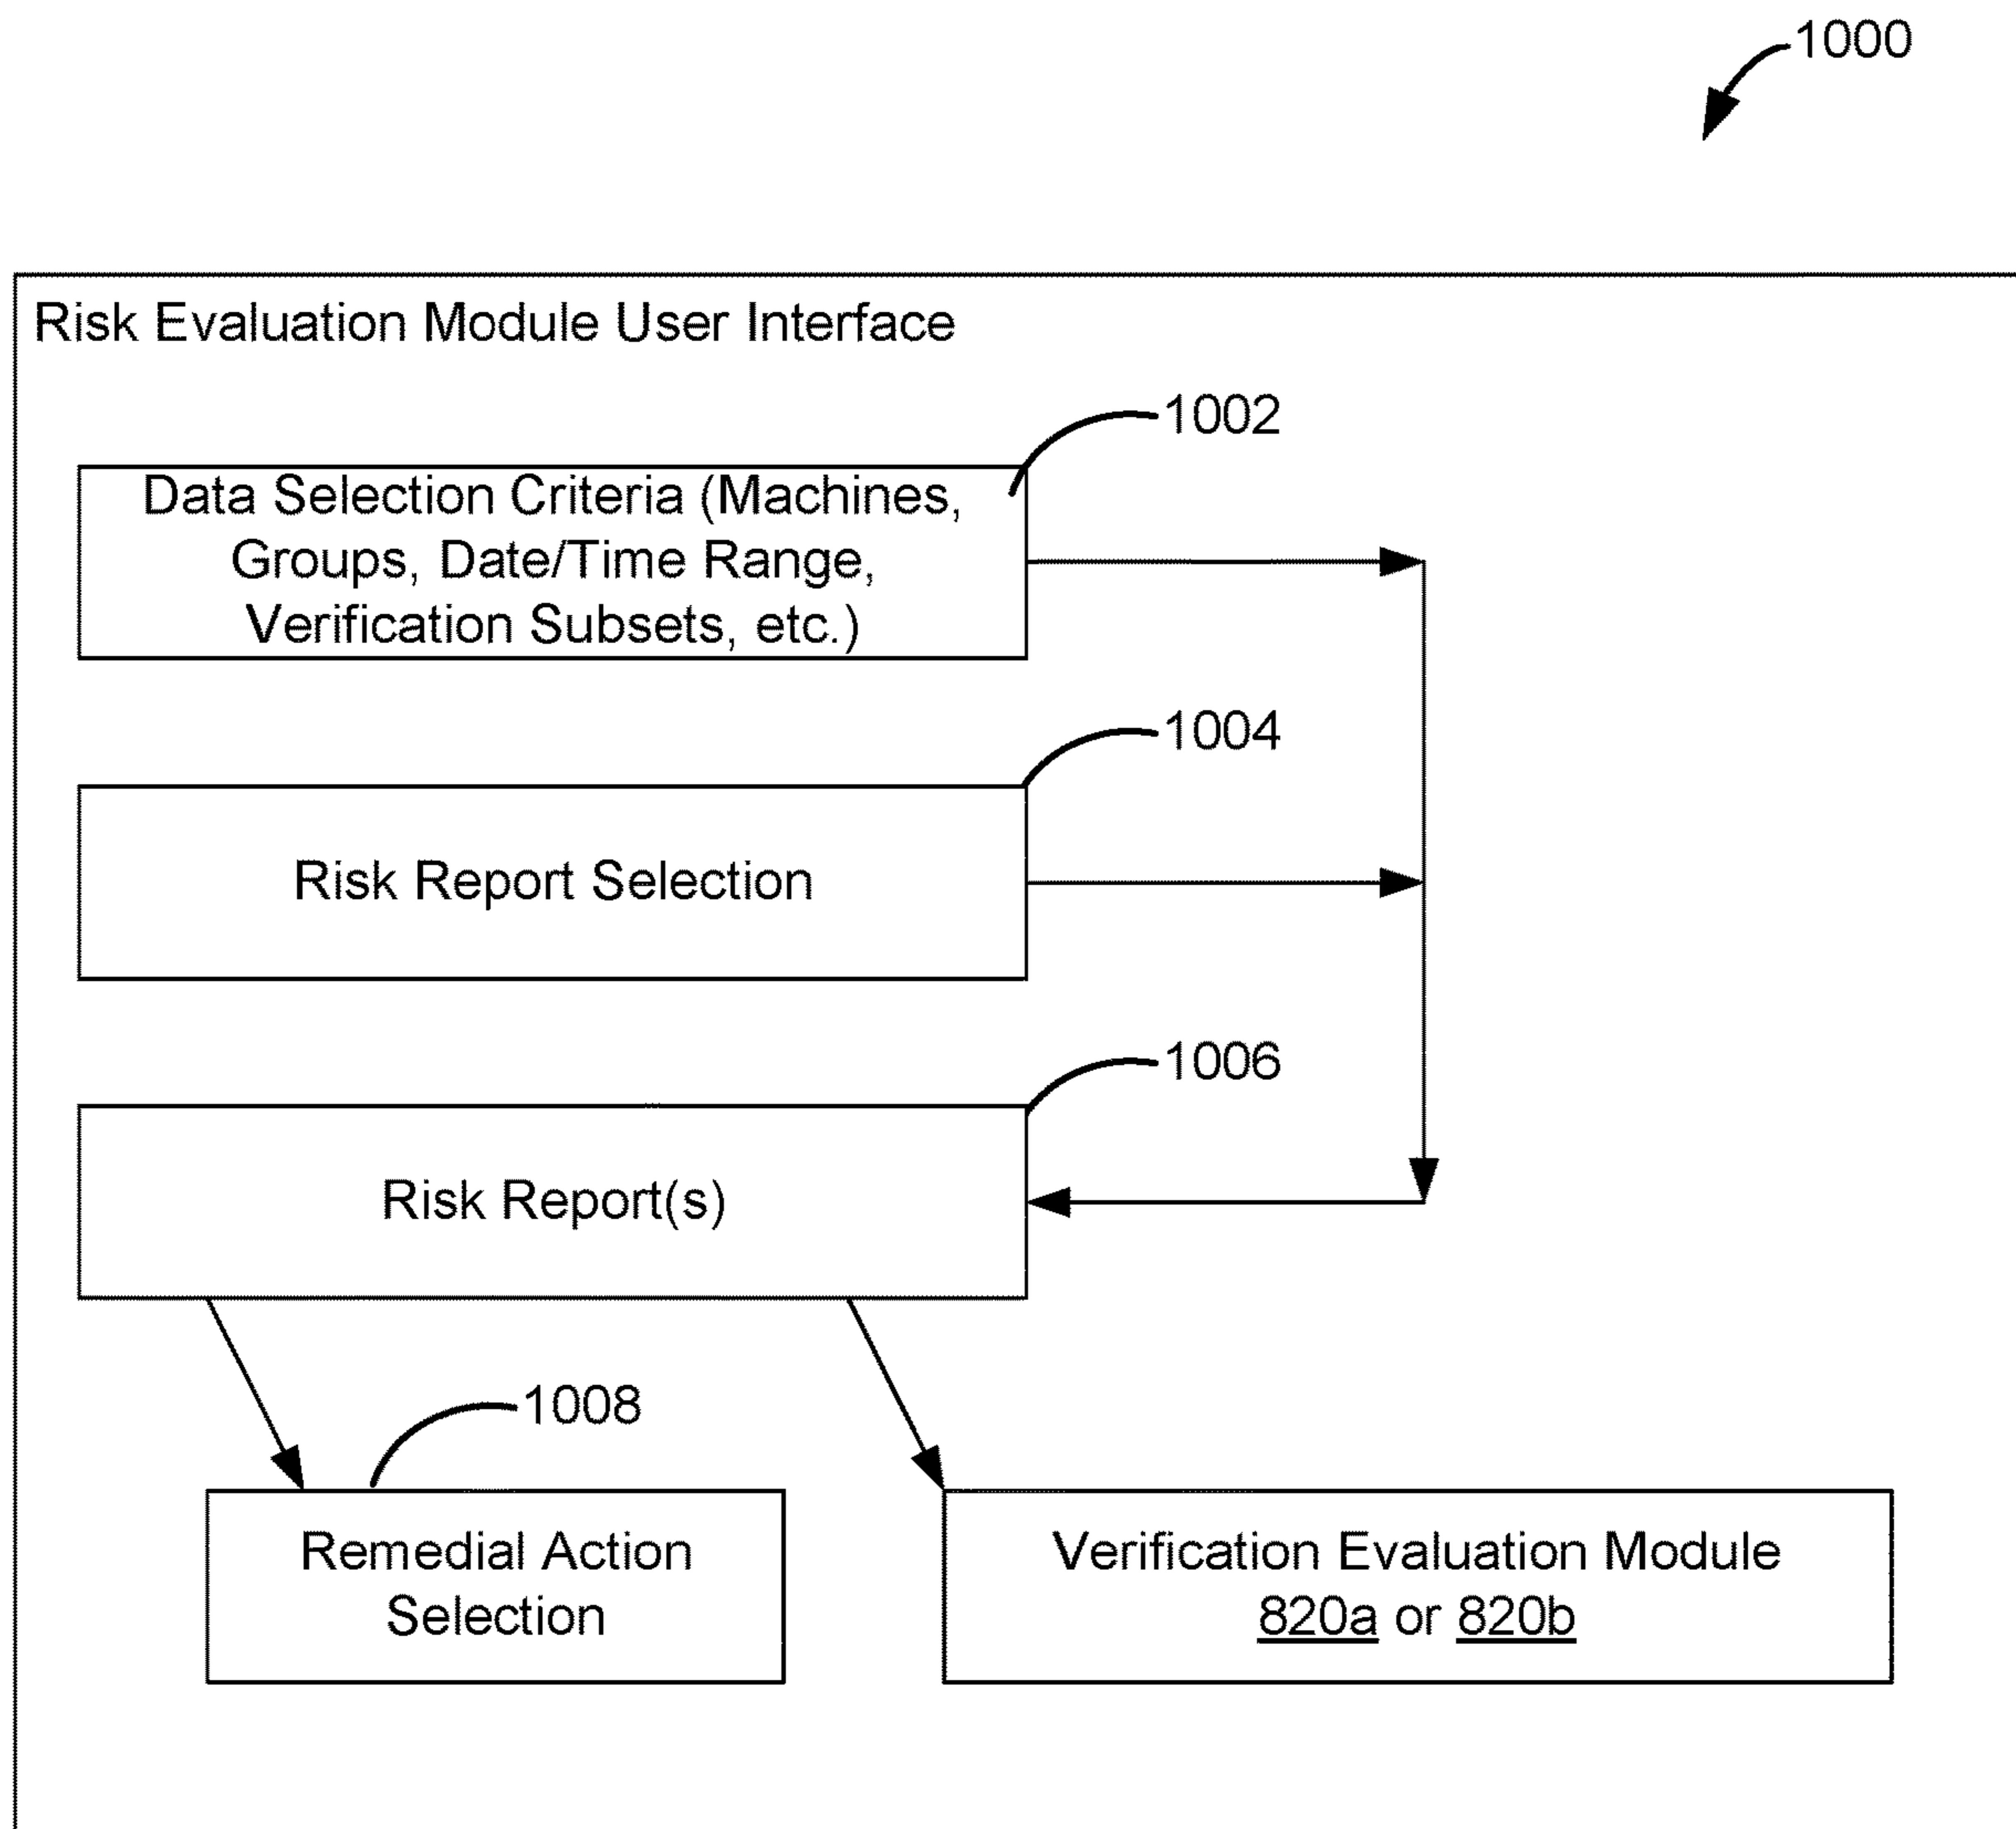 1000
Risk Evaluation Module User Interface
1002
Data Selection Criteria (Machines,
Groups, Date/Time Range,
Verification Subsets, etc.)
1004
Risk Report Selection
1006
Risk Report(s)
1008
Remedial Action
Selection
Verification Evaluation Module
820a or 820b